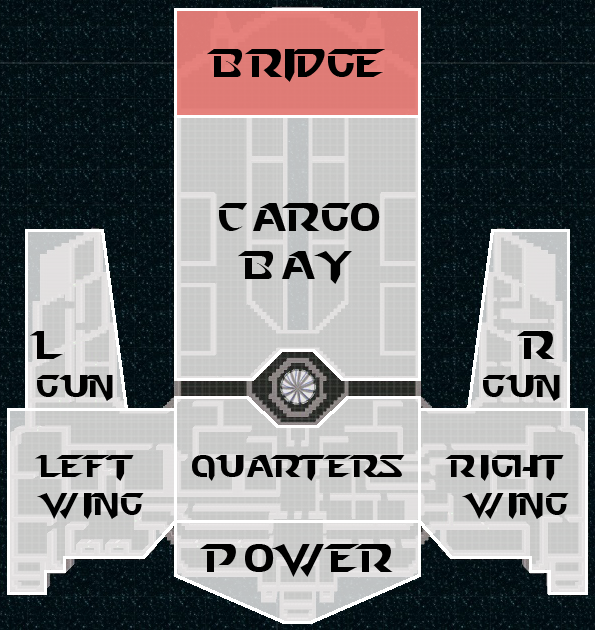 BRIDGE
CARGO
BAY
L
GUN
R
GUN
LEFT
WING
QUARTERS
RIGHT
WING
POWER